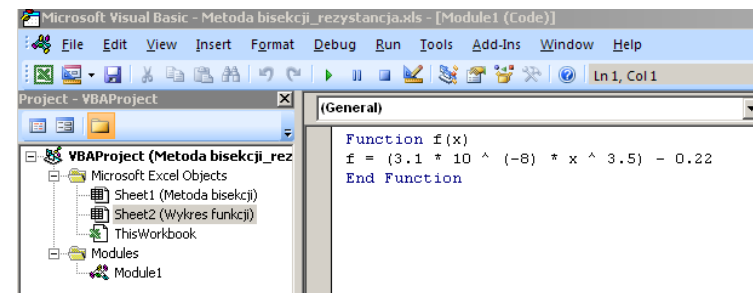 Microsoft Visual Basic - Metoda bisekcji_rezystancja.xls - [Module1 (Code)]
File Edit View Insert Format Debug Run Tools Add-Ins Window Help
Ln 1, Col 1
Project - VBAProject
(General)
VBAProject (Metoda bisekcji_rez
Microsoft Excel Objects
Sheet1 (Metoda bisekcji)
Sheet2 (Wykres funkcji)
ThisWorkbook
Modules
Module1
Function f(x)
f = (3.1 * 10 ^ (-8) * x ^ 3.5) - 0.22
End Function